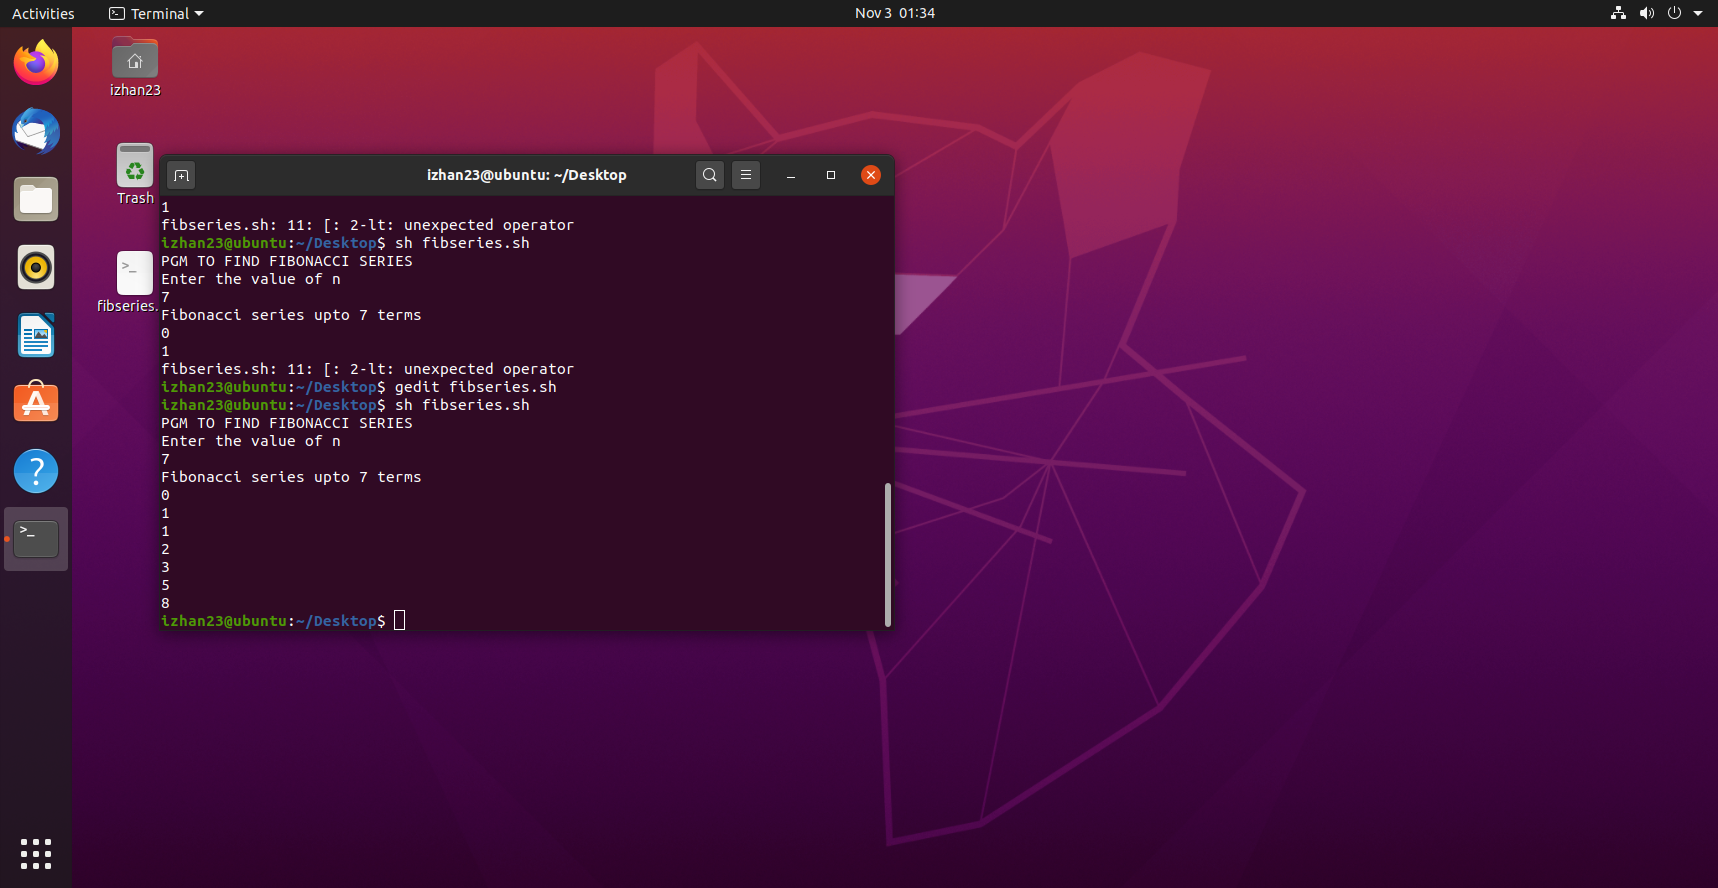 Activities
Terminal
Nov 3 01:34
izhan23
Trash
>_
fibseries.
izhan23@ubuntu: ~/Desktop
1
fibseries.sh: 11: [: 2-lt: unexpected operator
izhan23@ubuntu:~/Desktop$ sh fibseries.sh
PGM TO FIND FIBONACCI SERIES
Enter the value of n
7
Fibonacci series upto 7 terms
0
1
fibseries.sh: 11: [: 2-lt: unexpected operator
izhan23@ubuntu:~/Desktop$ gedit fibseries.sh
izhan23@ubuntu:~/Desktop$ sh fibseries.sh
PGM TO FIND FIBONACCI SERIES
Enter the value of n
7
Fibonacci series upto 7 terms
0
1
1
2
3
5
8
izhan23@ubuntu:~/Desktop$
?
>_